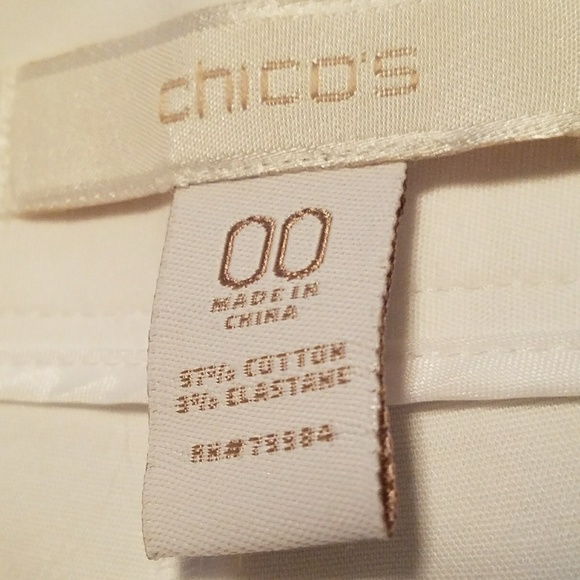 chico's
00
MADE IN
CHINA
97% COTTON
3% ELASTANE
RN#79984